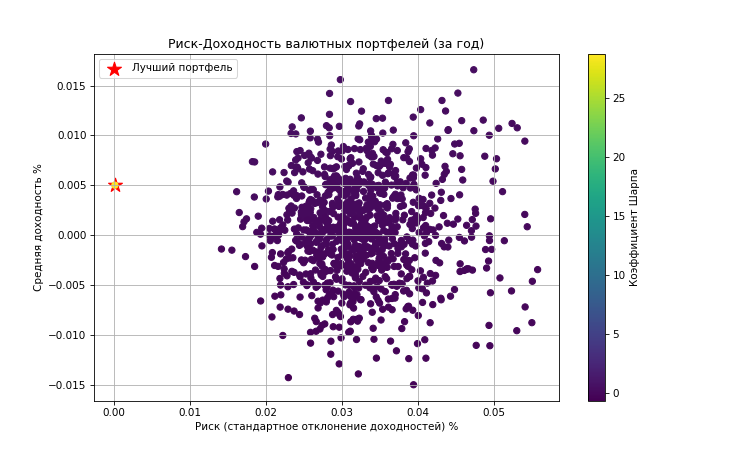 Риск-Доходность валютных портфелей (за год)
Лучший портфель
Средняя доходность %
0.015
0.010
0.005
0.000
−0.005
−0.010
−0.015
0.00 0.01 0.02 0.03 0.04 0.05
Риск (стандартное отклонение доходностей) %
25
20
15
10
5
0
Коэффициент Шарпа